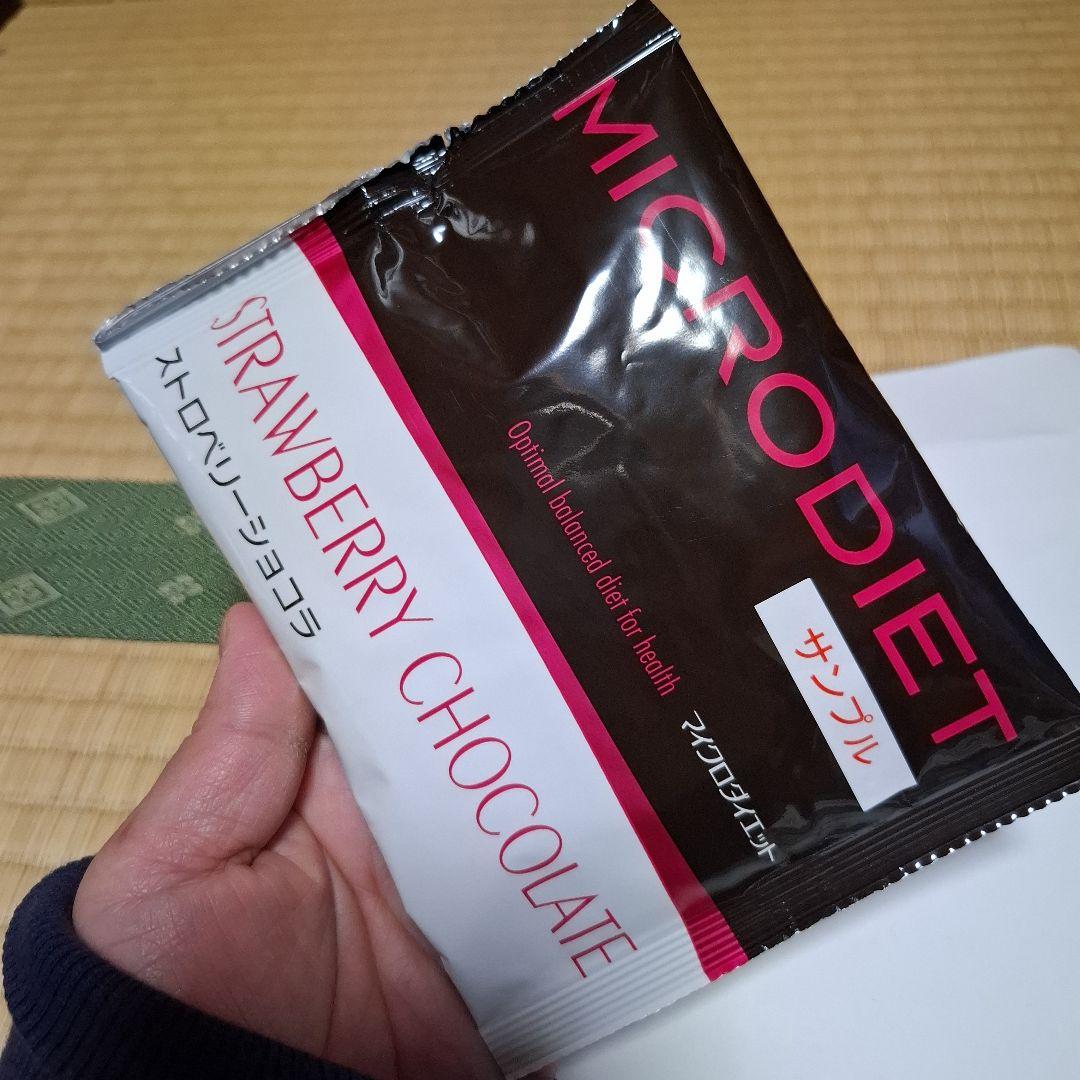 MICRODIET
サンプル
Optimal balanced diet for health
マイクロダイエット
STRAWBERRY CHOCOLATE
ストロベリーショコラ